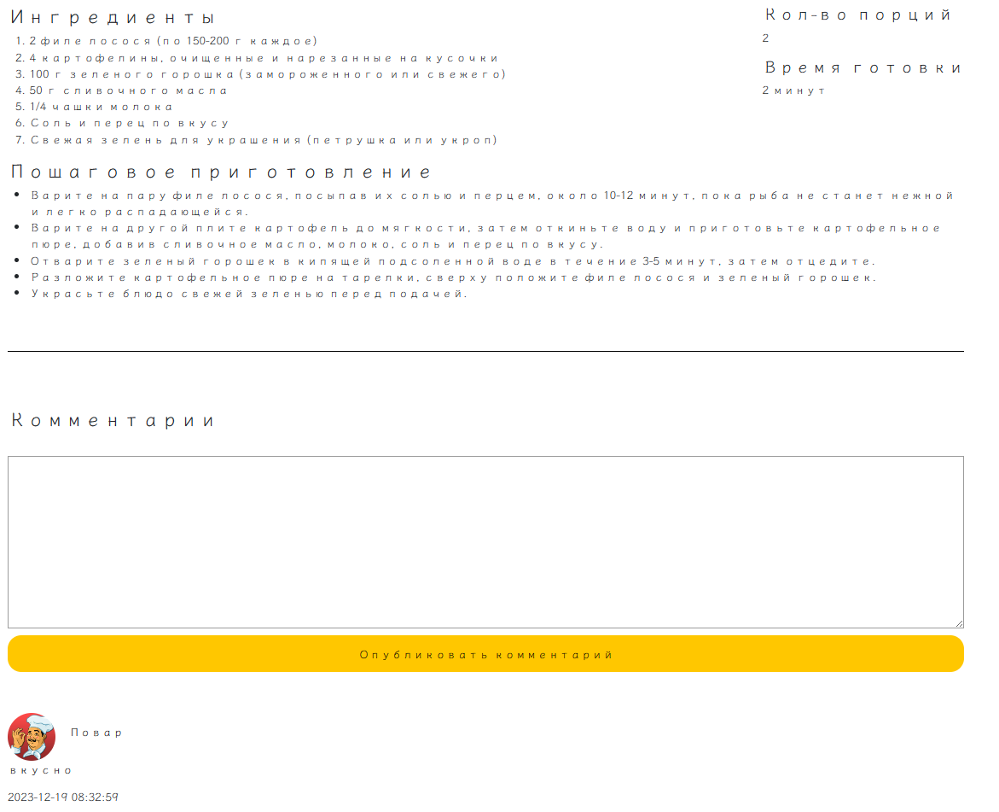 Ингредиенты
1. 2 филе лосося (по 150-200 г каждое)
2. 4 картофелины, очищенные и нарезанные на кусочки
3. 100 г зеленого горошка (замороженного или свежего)
4. 50 г сливочного масла
5. 1/4 чашки молока
6. Соль и перец по вкусу
7. Свежая зелень для украшения (петрушка или укроп)
Кол-во порций
2
Время готовки
2 минут
Пошаговое приготовление
• Варите на пару филе лосося, посыпав их солью и перцем, около 10-12 минут, пока рыба не станет нежной
и легко распадающейся.
• Варите на другой плите картофель до мягкости, затем откиньте воду и приготовьте картофельное
пюре, добавив сливочное масло, молоко, соль и перец по вкусу.
• Отварите зеленый горошек в кипящей подсоленной воде в течение 3-5 минут, затем отцедите.
• Разложите картофельное пюре на тарелки, сверху положите филе лосося и зеленый горошек.
• Украсьте блюдо свежей зеленью перед подачей.
Комментарии
Опубликовать комментарий
Повар
вкусно
2023-12-19 08:32:59